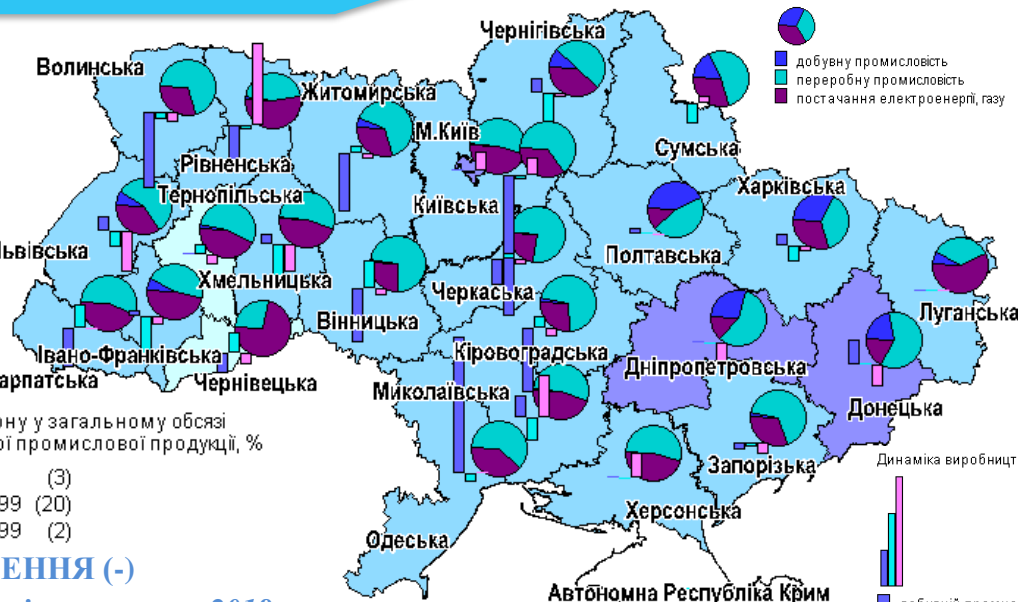 Чернігівська
добувну промисловість
переробну промисловість
постачання електроенергії, газу
Волинська
Житомирська
М.Київ
Сумська
Рівненська
Тернопільська
Харківська
Київська
Львівська
Полтавська
Хмельницька
Черкаська
Луганська
Вінницька
Івано-Франківська
Кіровоградська
арпатська
Чернівецька
Дніпропетровська
Миколаївська
Донецька
ону у загальному обсязі
ої промислової продукції, %
(3)
99 (20)
99 (2)
Запорізька
Динаміка виробницт
Херсонська
Одеська
ЕННЯ (-)
Автономна Республіка Крим